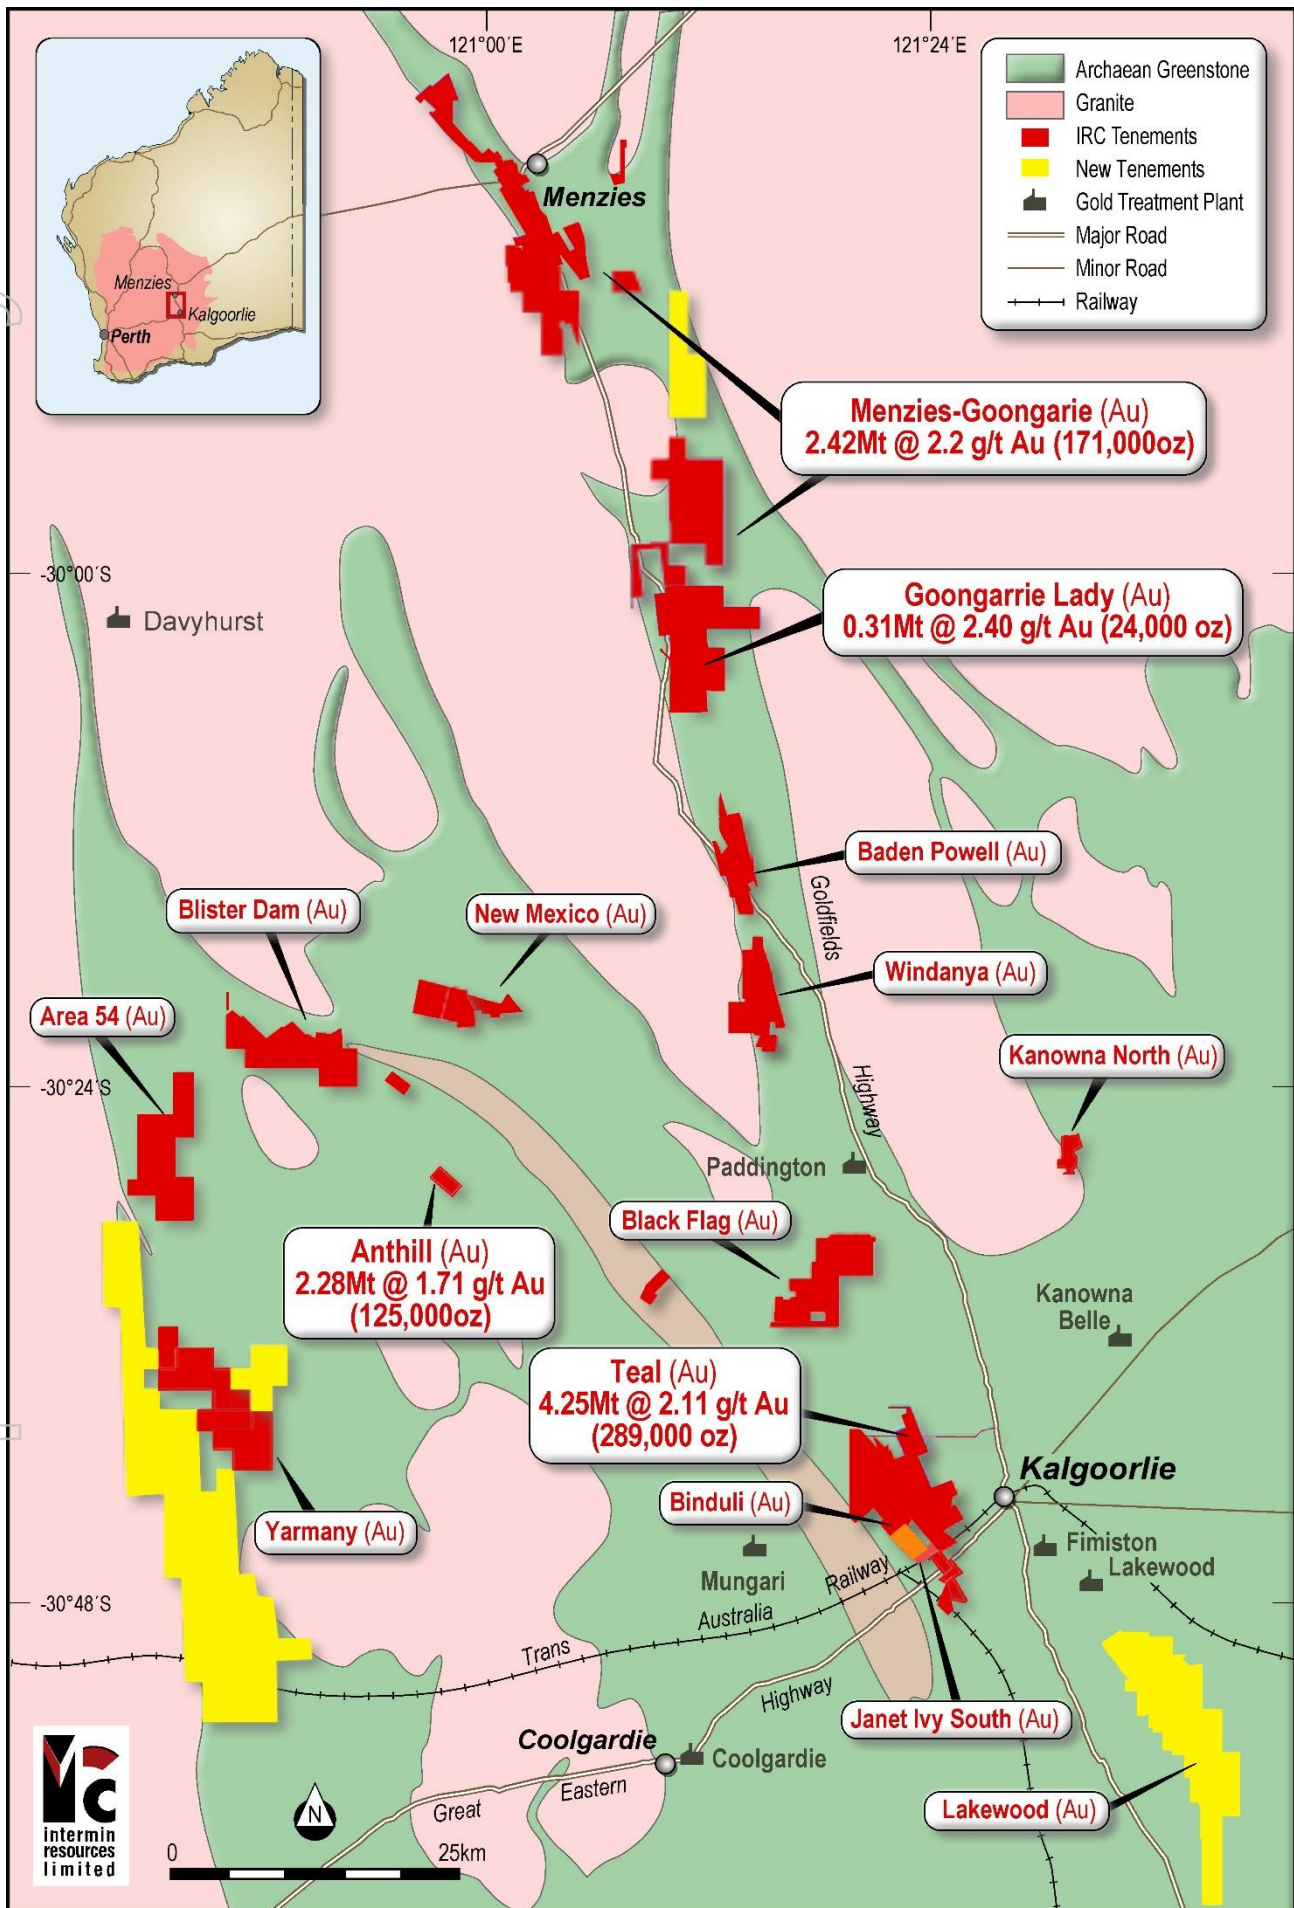 121°00´E
121°24´E
Archaean Greenstone
Granite
IRC Tenements
New Tenements
Gold Treatment Plant
Major Road
Minor Road
Railway
Menzies
Kalgoorlie
Perth
Menzies
Menzies-Goongarie (Au)
2.42Mt @ 2.2 g/t Au (171,000oz)
-30°00´S
Davyhurst
Goongarrie Lady (Au)
0.31Mt @ 2.40 g/t Au (24,000 oz)
Baden Powell (Au)
Goldfields
Highway
Blister Dam (Au)
New Mexico (Au)
Windanya (Au)
Area 54 (Au)
Kanowna North (Au)
-30°24´S
Paddington
Black Flag (Au)
Anthill (Au)
2.28Mt @ 1.71 g/t Au
(125,000oz)
Kanowna
Belle
Teal (Au)
4.25Mt @ 2.11 g/t Au
(289,000 oz)
Kalgoorlie
Binduli (Au)
Yarmany (Au)
Mungari
Fimiston
Lakewood
-30°48´S
Trans
Australia
Railway
Highway
Janet Ivy South (Au)
Coolgardie
Coolgardie
Great
Eastern
Lakewood (Au)
N
0
25km
intermin
resources
limited